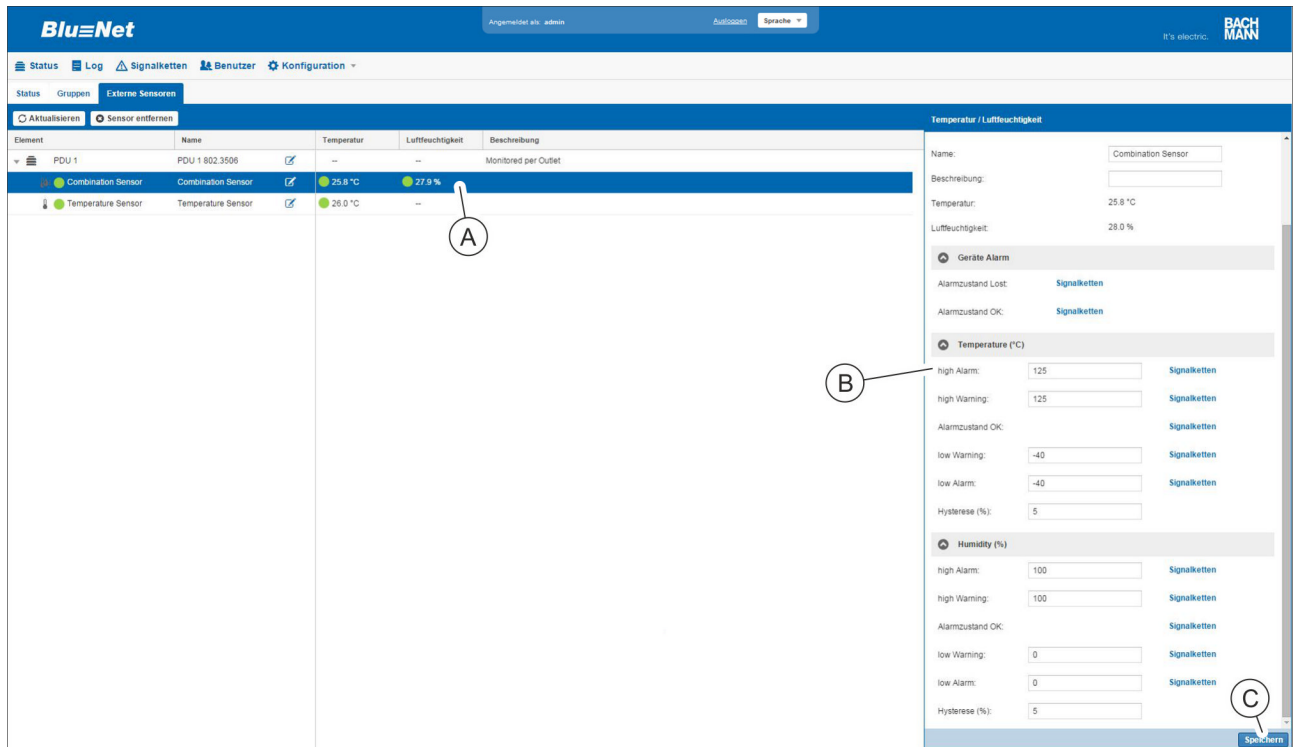 BlueNet
Angemeldet als: admin
Ausloggen
Sprache
It's electric.
BACH
MANN
Status Log Signalketten Benutzer Konfiguration
Status Gruppen Externe Sensoren
Aktualisieren Sensor entfernen
Temperatur / Luftfeuchtigkeit
Element Name Temperatur Luftfeuchtigkeit Beschreibung
PDU 1 PDU 1 802.3506 -- -- Monitored per Outlet
Combination Sensor Combination Sensor 25.8 °C 27.9 %
Temperature Sensor Temperature Sensor 26.0 °C --
A
Name: Combination Sensor
Beschreibung:
Temperatur: 25.8 °C
Luftfeuchtigkeit: 28.0 %
Geräte Alarm
Alarmzustand Lost: Signalketten
Alarmzustand OK: Signalketten
Temperature (°C)
B
high Alarm: 125 Signalketten
high Warning: 125 Signalketten
Alarmzustand OK: Signalketten
low Warning: -40 Signalketten
low Alarm: -40 Signalketten
Hysterese (%): 5
Humidity (%)
high Alarm: 100 Signalketten
high Warning: 100 Signalketten
Alarmzustand OK: Signalketten
low Warning: 0 Signalketten
low Alarm: 0 Signalketten
Hysterese (%): 5
C
Speichern